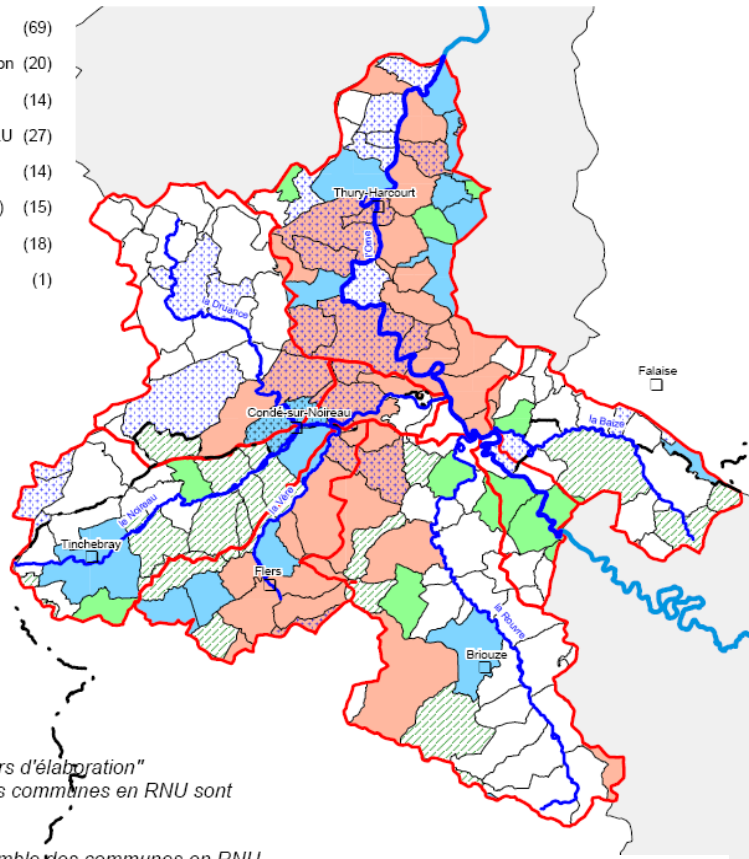 (69)
on (20)
(14)
U (27)
(14)
) (15)
(18)
(1)
Thury-Harcourt
l'Orne
la Druance
Falaise
Condé-sur-Noireau
la Baize
le Noireau
la Vère
Tinchebray
Flers
la Rouvre
Briouze
rs d'élaboration"
s communes en RNU sont
mble des communes en RNU